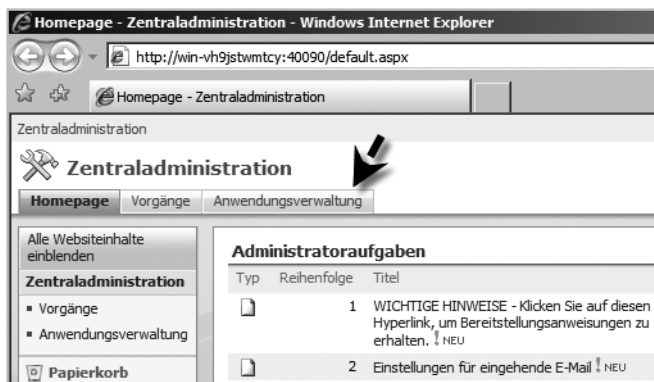 Homepage - Zentraladministration - Windows Internet Explorer
http://win-vh9jstwmtcy:40090/default.aspx
Homepage - Zentraladministration
Zentraladministration
Zentraladministration
Homepage Vorgänge Anwendungsverwaltung
Alle Websiteinhalte
einblenden
Zentraladministration
Vorgänge
Anwendungsverwaltung
Papierkorb
Administratoraufgaben
Typ Reihenfolge Titel
1 WICHTIGE HINWEISE - Klicken Sie auf diesen
Hyperlink, um Bereitstellungsanweisungen zu
erhalten. ! NEU
2 Einstellungen für eingehende E-Mail ! NEU